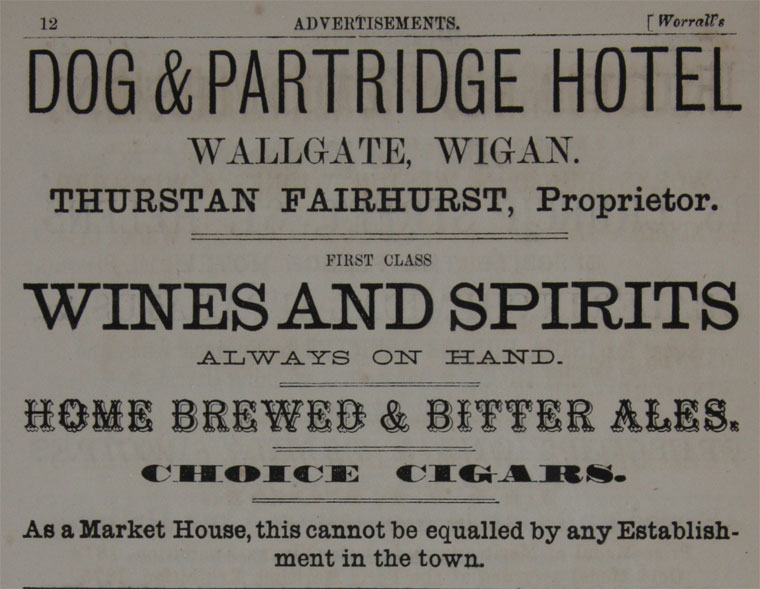 12 ADVERTISEMENTS. [Worrall's
DOG & PARTRIDGE HOTEL
WALLGATE, WIGAN.
THURSTAN FAIRHURST, Proprietor.
FIRST CLASS
WINES AND SPIRITS
ALWAYS ON HAND.
HOME BREWED & BITTER ALES.
CHOICE CIGARS.
As a Market House, this cannot be equalled by any Establish-
ment in the town.